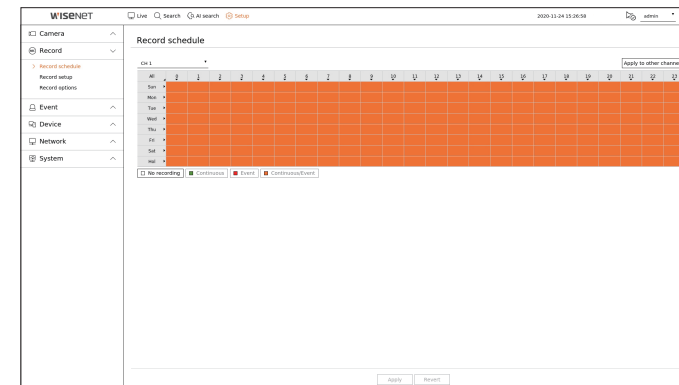 WISENET
Live Search AI search Setup 2020-11-24 15:26:58 admin
Camera
Record
Record schedule
Record setup
Record options
Event
Device
Network
System
Record schedule
CH 1 Apply to other channe
All 0 1 2 3 4 5 6 7 8 9 10 11 12 13 14 15 16 17 18 19 20 21 22 23
Sun
Mon
Tue
Wed
Thu
Fri
Sat
Hol
No recording Continuous Event Continuous/Event
Apply Revert